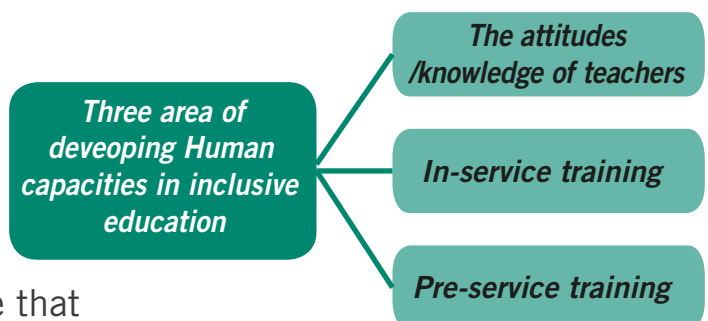 Three area of
deveoping Human
capacities in inclusive
education
The attitudes
/knowledge of teachers
In-service training
Pre-service training
e that